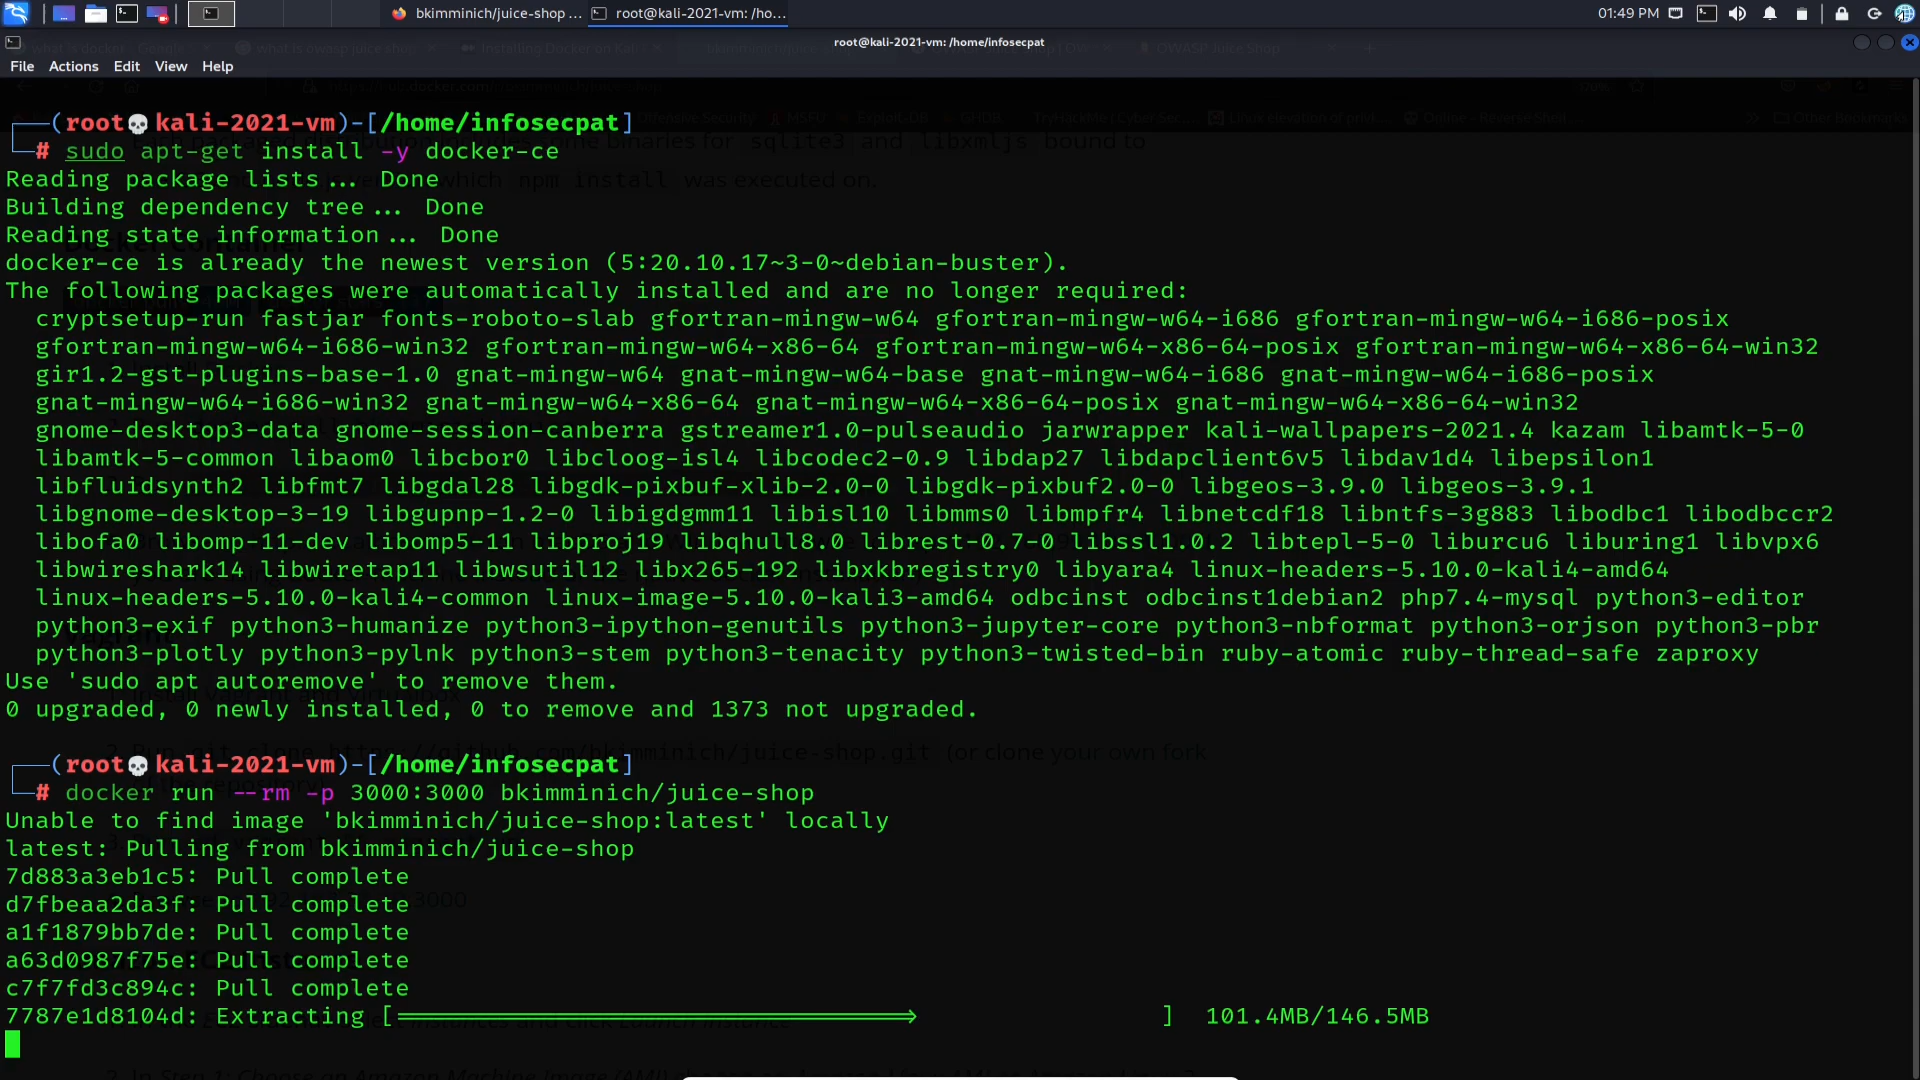 bkimminich/juice-shop ...
root@kali-2021-vm: /ho...
01:49 PM
root@kali-2021-vm: /home/infosecpat
File Actions Edit View Help
(root💀kali-2021-vm)-[/home/infosecpat]
# sudo apt-get install -y docker-ce
Reading package lists... Done
Building dependency tree... Done
Reading state information... Done
docker-ce is already the newest version (5:20.10.17~3-0~debian-buster).
The following packages were automatically installed and are no longer required:
cryptsetup-run fastjar fonts-roboto-slab gfortran-mingw-w64 gfortran-mingw-w64-i686 gfortran-mingw-w64-i686-posix
gfortran-mingw-w64-i686-win32 gfortran-mingw-w64-x86-64 gfortran-mingw-w64-x86-64-posix gfortran-mingw-w64-x86-64-win32
gir1.2-gst-plugins-base-1.0 gnat-mingw-w64 gnat-mingw-w64-base gnat-mingw-w64-i686 gnat-mingw-w64-i686-posix
gnat-mingw-w64-i686-win32 gnat-mingw-w64-x86-64 gnat-mingw-w64-x86-64-posix gnat-mingw-w64-x86-64-win32
gnome-desktop3-data gnome-session-canberra gstreamer1.0-pulseaudio jarwrapper kali-wallpapers-2021.4 kazam libamtk-5-0
libamtk-5-common libaom0 libcbor0 libcloog-isl4 libcodec2-0.9 libdap27 libdapclient6v5 libdav1d4 libepsilon1
libfluidsynth2 libfmt7 libgdal28 libgdk-pixbuf-xlib-2.0-0 libgdk-pixbuf2.0-0 libgeos-3.9.0 libgeos-3.9.1
libgnome-desktop-3-19 libgupnp-1.2-0 libigdgmm11 libisl10 libmms0 libmpfr4 libnetcdf18 libntfs-3g883 libodbc1 libodbccr2
libofa0 libomp-11-dev libomp5-11 libproj19 libqhull8.0 librest-0.7-0 libssl1.0.2 libtepl-5-0 liburcu6 liburing1 libvpx6
libwireshark14 libwiretap11 libwsutil12 libx265-192 libxkbregistry0 libyara4 linux-headers-5.10.0-kali4-amd64
linux-headers-5.10.0-kali4-common linux-image-5.10.0-kali3-amd64 odbcinst odbcinst1debian2 php7.4-mysql python3-editor
python3-exif python3-humanize python3-ipython-genutils python3-jupyter-core python3-nbformat python3-orjson python3-pbr
python3-plotly python3-pylnk python3-stem python3-tenacity python3-twisted-bin ruby-atomic ruby-thread-safe zaproxy
Use 'sudo apt autoremove' to remove them.
0 upgraded, 0 newly installed, 0 to remove and 1373 not upgraded.
(root💀kali-2021-vm)-[/home/infosecpat]
# docker run --rm -p 3000:3000 bkimminich/juice-shop
Unable to find image 'bkimminich/juice-shop:latest' locally
latest: Pulling from bkimminich/juice-shop
7d883a3eb1c5: Pull complete
d7fbeaa2da3f: Pull complete
a1f1879bb7de: Pull complete
a63d0987f75e: Pull complete
c7f7fd3c894c: Pull complete
7787e1d8104d: Extracting [==================================>                ] 101.4MB/146.5MB